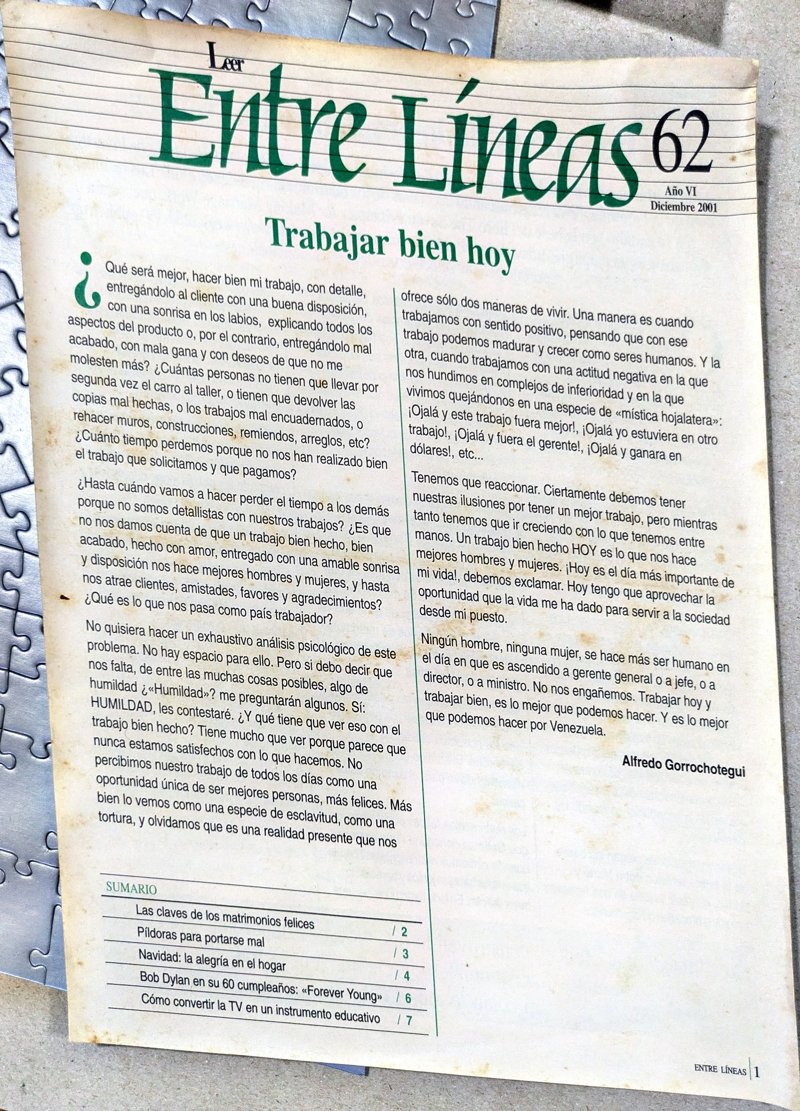 Leer
Entre Líneas 62
Año VI
Diciembre 2001
Trabajar bien hoy
¿Qué será mejor, hacer bien mi trabajo, con detalle,
entregándolo al cliente con una buena disposición,
con una sonrisa en los labios, explicando todos los
aspectos del producto o, por el contrario, entregándolo mal
acabado, con mala gana y con deseos de que no me
molesten más? ¿Cuántas personas no tienen que llevar por
segunda vez el carro al taller, o tienen que devolver las
copias mal hechas, o los trabajos mal encuadernados, o
rehacer muros, construcciones, remiendos, arreglos, etc?
¿Cuánto tiempo perdemos porque no nos han realizado bien
el trabajo que solicitamos y que pagamos?
¿Hasta cuándo vamos a hacer perder el tiempo a los demás
porque no somos detallistas con nuestros trabajos? ¿Es que
no nos damos cuenta de que un trabajo bien hecho, bien
acabado, hecho con amor, entregado con una amable sonrisa
y disposición nos hace mejores hombres y mujeres, y hasta
nos atrae clientes, amistades, favores y agradecimientos?
¿Qué es lo que nos pasa como país trabajador?
No quisiera hacer un exhaustivo análisis psicológico de este
problema. No hay espacio para ello. Pero si debo decir que
nos falta, de entre las muchas cosas posibles, algo de
humildad ¿«Humildad»? me preguntarán algunos. Sí:
HUMILDAD, les contestaré. ¿Y qué tiene que ver eso con el
trabajo bien hecho? Tiene mucho que ver porque parece que
nunca estamos satisfechos con lo que hacemos. No
percibimos nuestro trabajo de todos los días como una
oportunidad única de ser mejores personas, más felices. Más
bien lo vemos como una especie de esclavitud, como una
tortura, y olvidamos que es una realidad presente que nos
ofrece sólo dos maneras de vivir. Una manera es cuando
trabajamos con sentido positivo, pensando que con ese
trabajo podemos madurar y crecer como seres humanos. Y la
otra, cuando trabajamos con una actitud negativa en la que
nos hundimos en complejos de inferioridad y en la que
vivimos quejándonos en una especie de «mística hojalatera»:
¡Ojalá y este trabajo fuera mejor!, ¡Ojalá yo estuviera en otro
trabajo!, ¡Ojalá y fuera el gerente!, ¡Ojalá y ganara en
dólares!, etc...
Tenemos que reaccionar. Ciertamente debemos tener
nuestras ilusiones por tener un mejor trabajo, pero mientras
tanto tenemos que ir creciendo con lo que tenemos entre
manos. Un trabajo bien hecho HOY es lo que nos hace
mejores hombres y mujeres. ¡Hoy es el día más importante de
mi vida!, debemos exclamar. Hoy tengo que aprovechar la
oportunidad que la vida me ha dado para servir a la sociedad
desde mi puesto.
Ningún hombre, ninguna mujer, se hace más ser humano en
el día en que es ascendido a gerente general o a jefe, o a
director, o a ministro. No nos engañemos. Trabajar hoy y
trabajar bien, es lo mejor que podemos hacer. Y es lo mejor
que podemos hacer por Venezuela.
Alfredo Gorrochotegui
SUMARIO
Las claves de los matrimonios felices / 2
Píldoras para portarse mal / 3
Navidad: la alegría en el hogar / 4
Bob Dylan en su 60 cumpleaños: «Forever Young» / 6
Cómo convertir la TV en un instrumento educativo / 7
ENTRE LÍNEAS 1